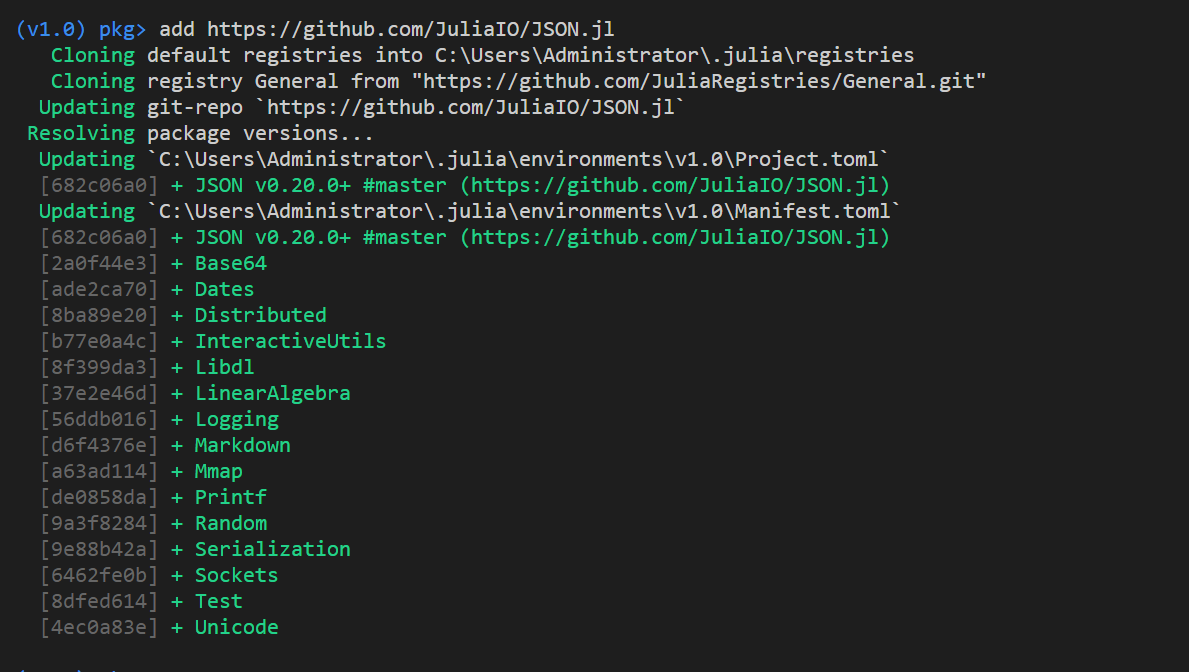 (v1.0) pkg> add https://github.com/JuliaIO/JSON.jl
Cloning default registries into C:\Users\Administrator\.julia\registries
Cloning registry General from "https://github.com/JuliaRegistries/General.git"
Updating git-repo `https://github.com/JuliaIO/JSON.jl`
Resolving package versions...
Updating `C:\Users\Administrator\.julia\environments\v1.0\Project.toml`
[682c06a0] + JSON v0.20.0+ #master (https://github.com/JuliaIO/JSON.jl)
Updating `C:\Users\Administrator\.julia\environments\v1.0\Manifest.toml`
[682c06a0] + JSON v0.20.0+ #master (https://github.com/JuliaIO/JSON.jl)
[2a0f44e3] + Base64
[ade2ca70] + Dates
[8ba89e20] + Distributed
[b77e0a4c] + InteractiveUtils
[8f399da3] + Libdl
[37e2e46d] + LinearAlgebra
[56ddb016] + Logging
[d6f4376e] + Markdown
[a63ad114] + Mmap
[de0858da] + Printf
[9a3f8284] + Random
[9e88b42a] + Serialization
[6462fe0b] + Sockets
[8dfed614] + Test
[4ec0a83e] + Unicode